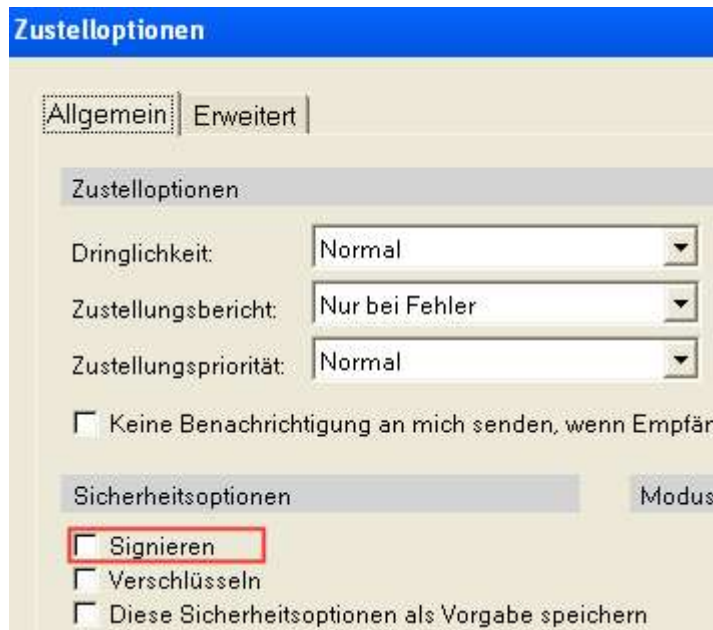 Zustelloptionen
Allgemein Erweitert
Zustelloptionen
Dringlichkeit: Normal
Zustellungsbericht: Nur bei Fehler
Zustellungspriorität: Normal
Keine Benachrichtigung an mich senden, wenn Empfän
Sicherheitsoptionen Modus
Signieren
Verschlüsseln
Diese Sicherheitsoptionen als Vorgabe speichern